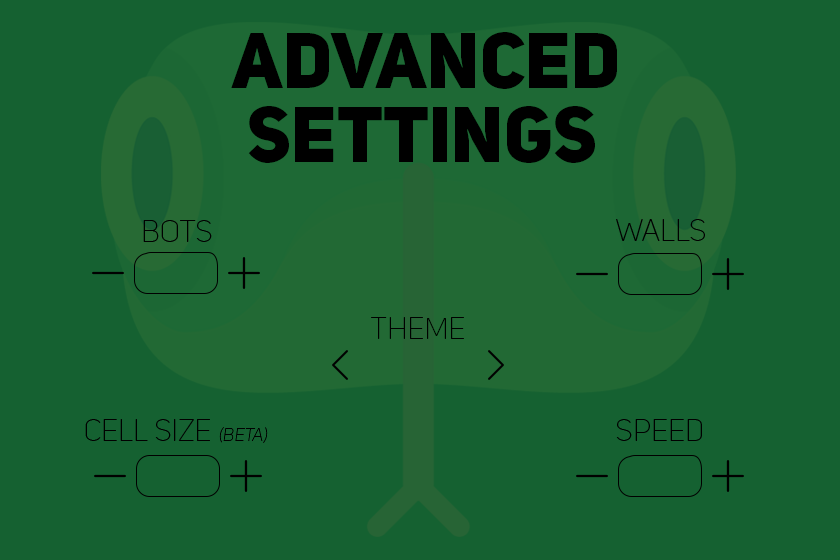 ADVANCED
SETTINGS
BOTS
WALLS
THEME
CELL SIZE (BETA)
SPEED